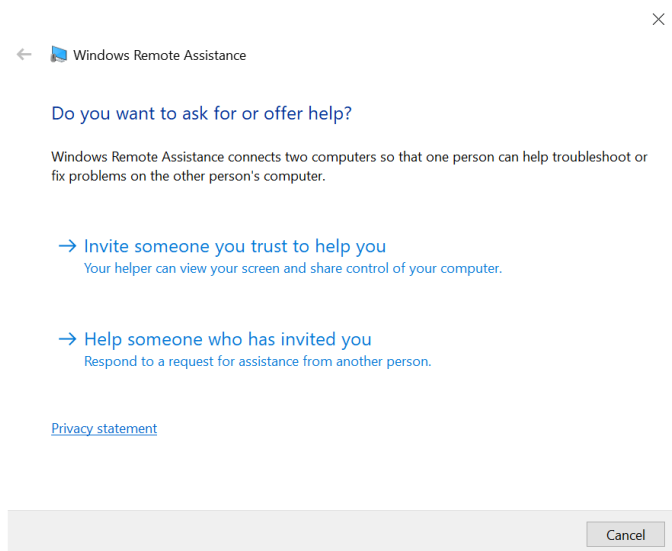 Windows Remote Assistance
Do you want to ask for or offer help?
Windows Remote Assistance connects two computers so that one person can help troubleshoot or
fix problems on the other person's computer.
Invite someone you trust to help you
Your helper can view your screen and share control of your computer.
Help someone who has invited you
Respond to a request for assistance from another person.
Privacy statement
Cancel